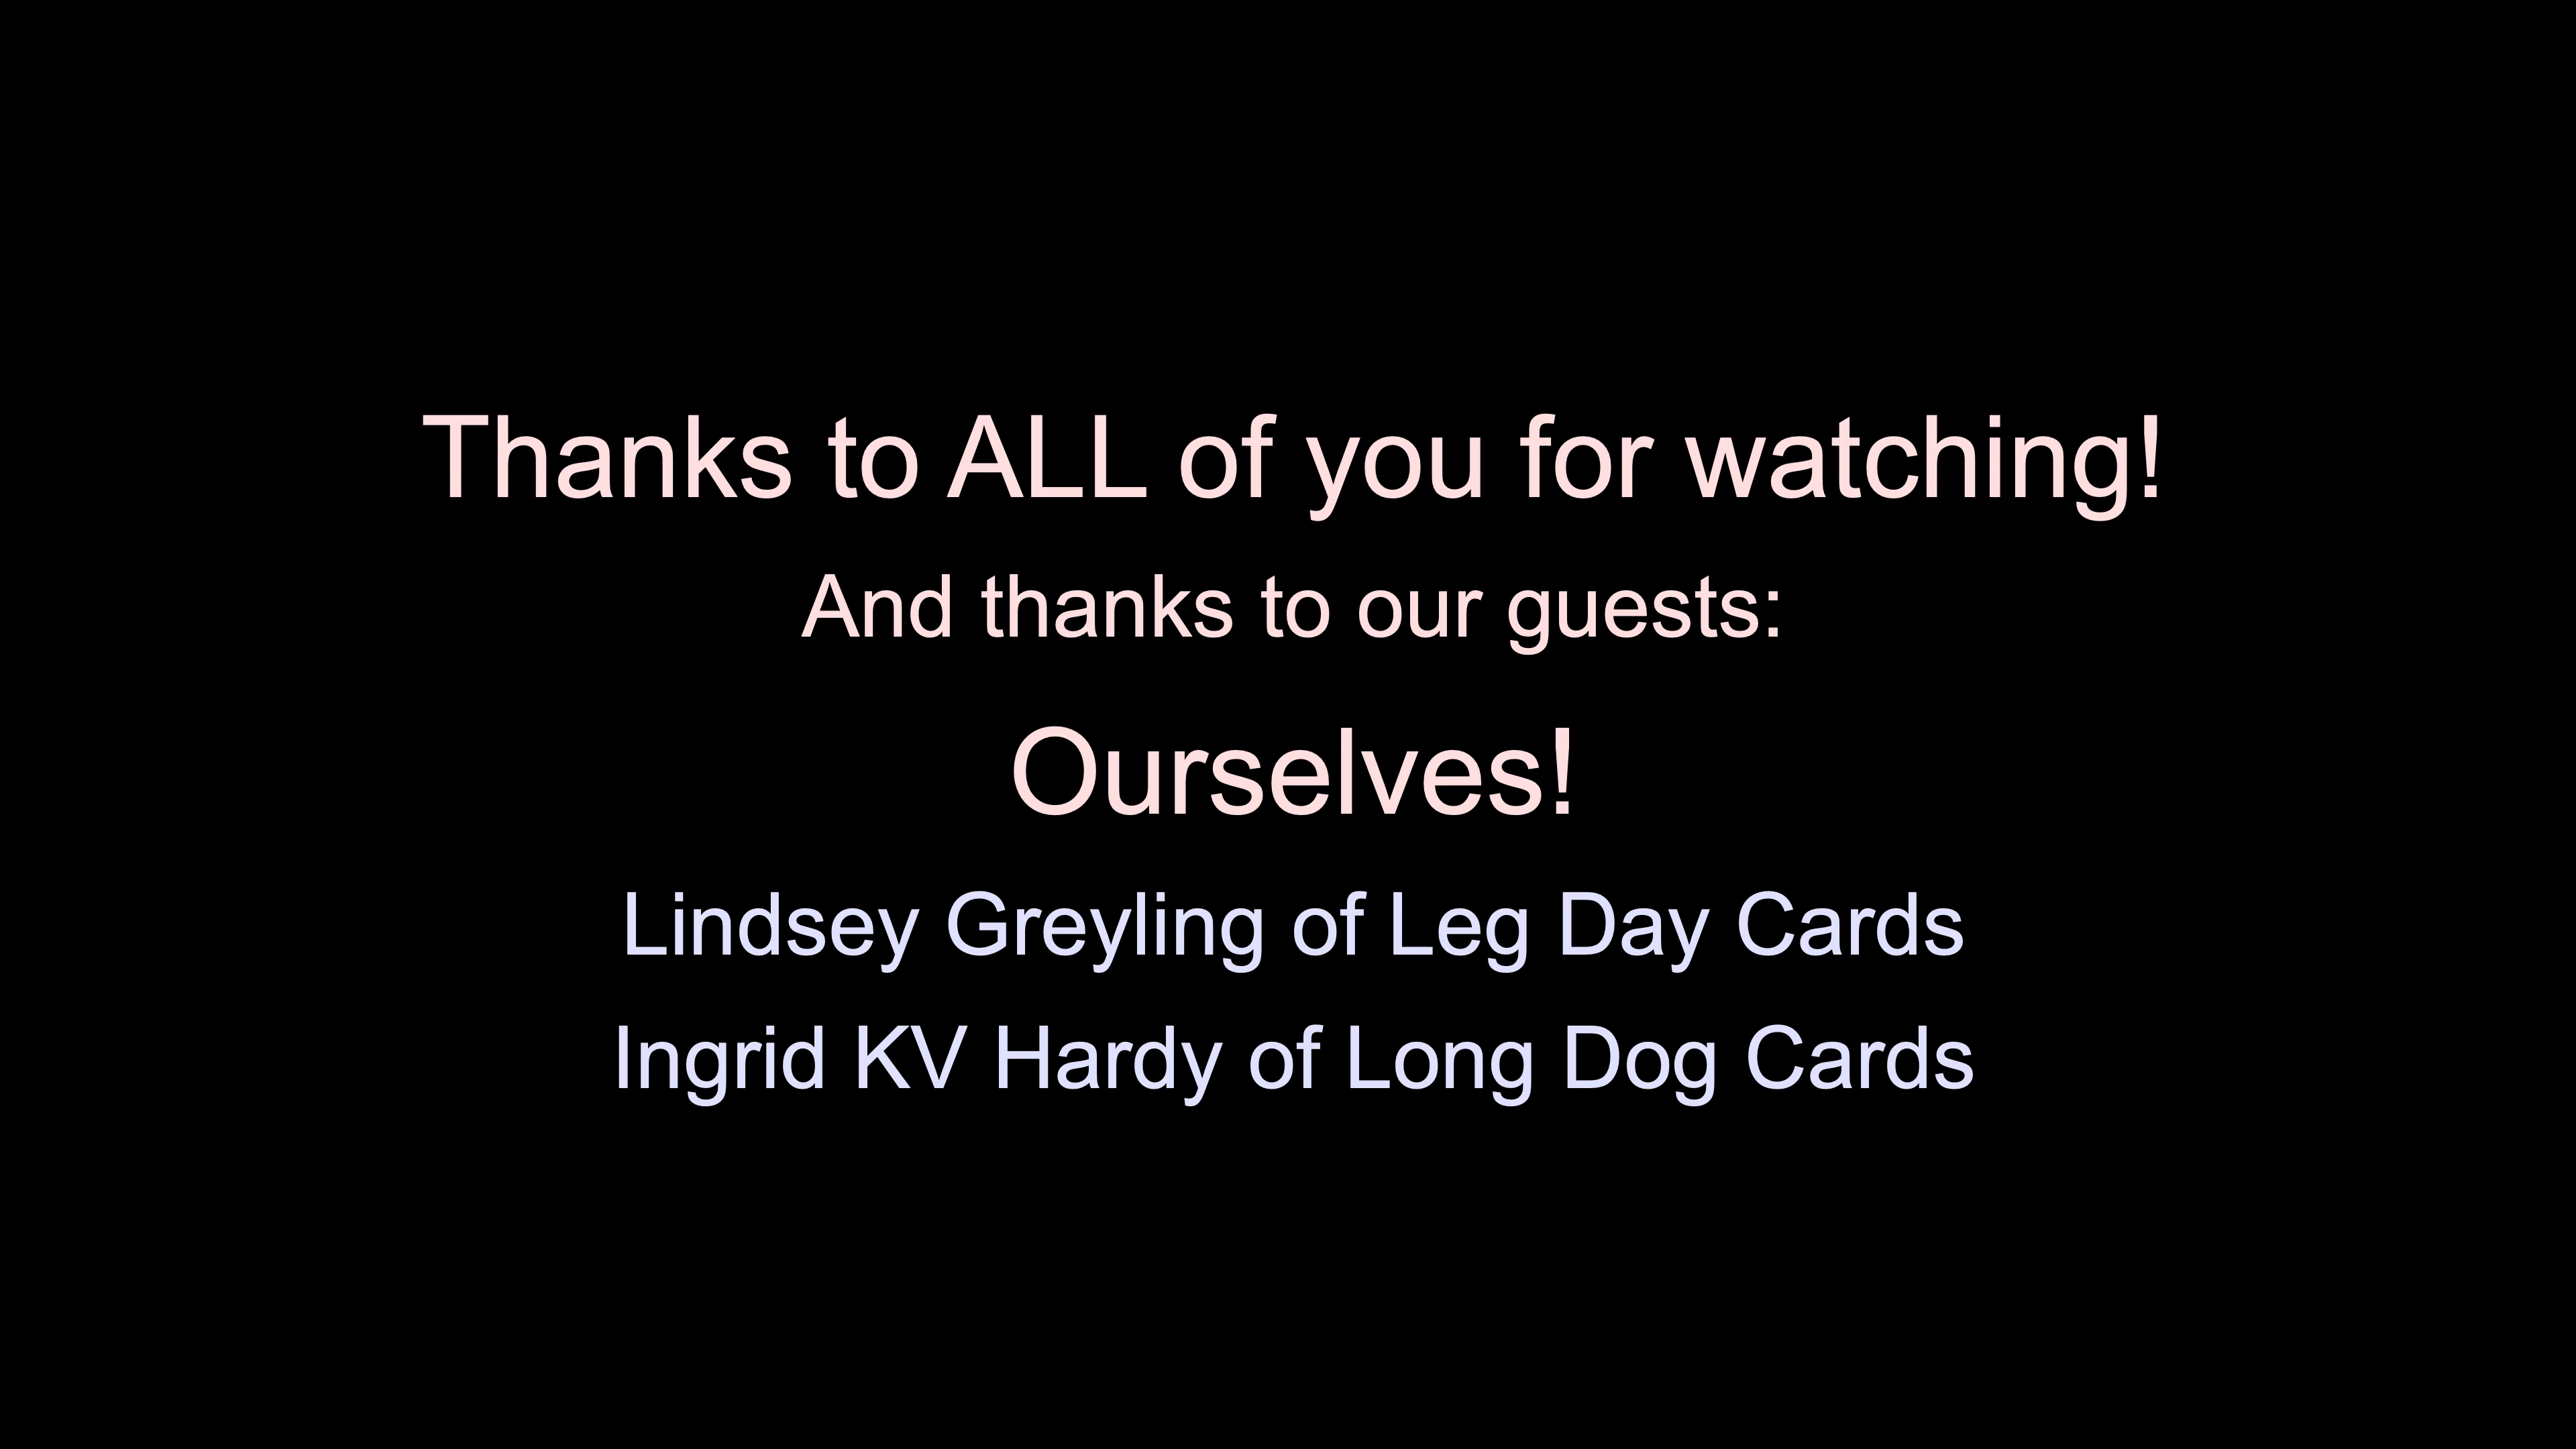 Thanks to ALL of you for watching!
And thanks to our guests:
Ourselves!
Lindsey Greyling of Leg Day Cards
Ingrid KV Hardy of Long Dog Cards